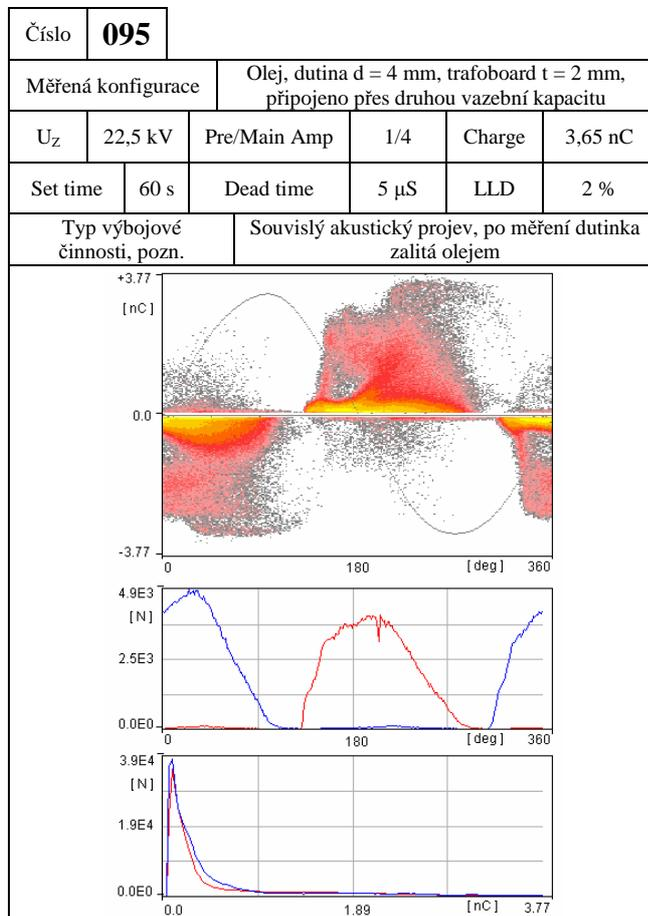 Číslo 095
Měřená konfigurace Olej, dutina d = 4 mm, trafoboard t = 2 mm,
připojeno přes druhou vazební kapacitu
UZ 22,5 kV Pre/Main Amp 1/4 Charge 3,65 nC
Set time 60 s Dead time 5 μS LLD 2 %
Typ výbojové Souvislý akustický projev, po měření dutinka
činnosti, pozn. zalitá olejem
+3.77
[nC]
0.0
-3.77
0 180 [deg] 360
4.9E3
[N]
2.5E3
0.0E0
0 180 [deg] 360
3.9E4
[N]
1.9E4
0.0E0
0.0 1.89 [nC] 3.77